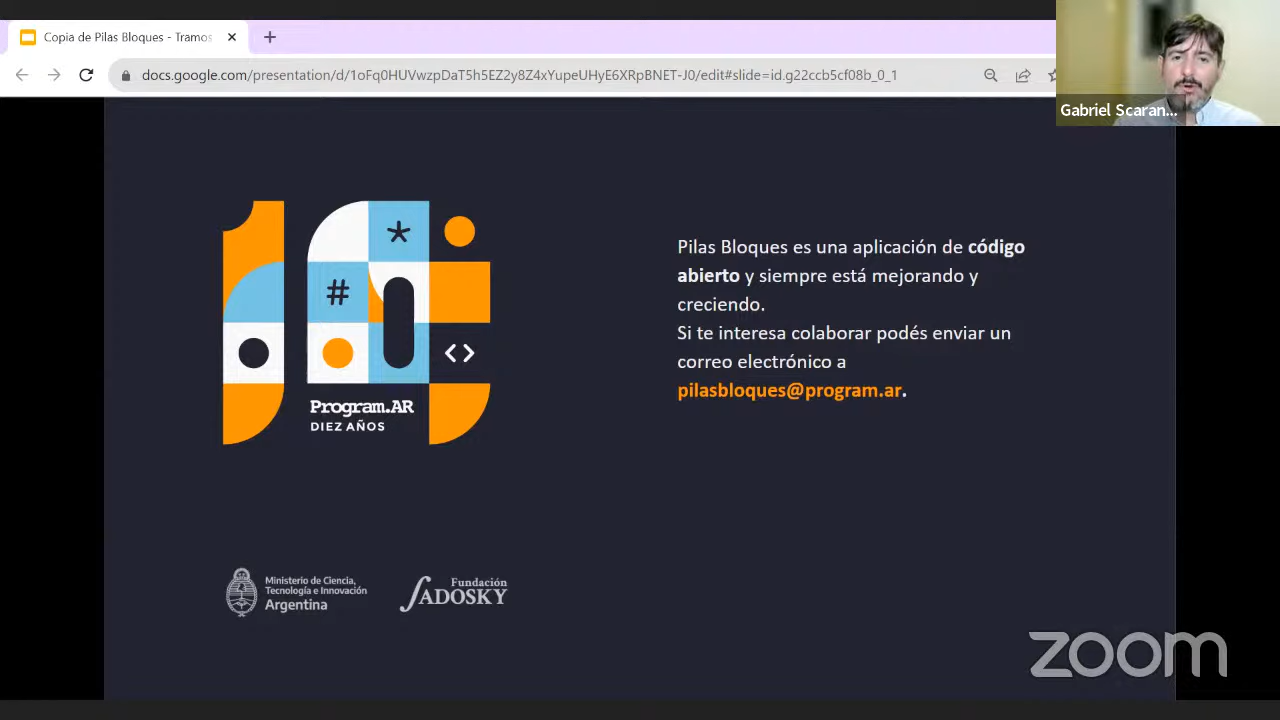 Copia de Pilas Bloques - Tramos
docs.google.com/presentation/d/1oFq0HUVwzpDaT5h5EZ2y8Z4xYupeUHyE6XRpBNET-J0/edit#slide=id.g22ccb5cf08b_0_1
Gabriel Scaran...
*
#
<>
Program.AR
DIEZ AÑOS
Pilas Bloques es una aplicación de código
abierto y siempre está mejorando y
creciendo.
Si te interesa colaborar podés enviar un
correo electrónico a
pilasbloques@program.ar.
Ministerio de Ciencia,
Tecnología e Innovación
Argentina
Fundación
SADOSKY
zoom